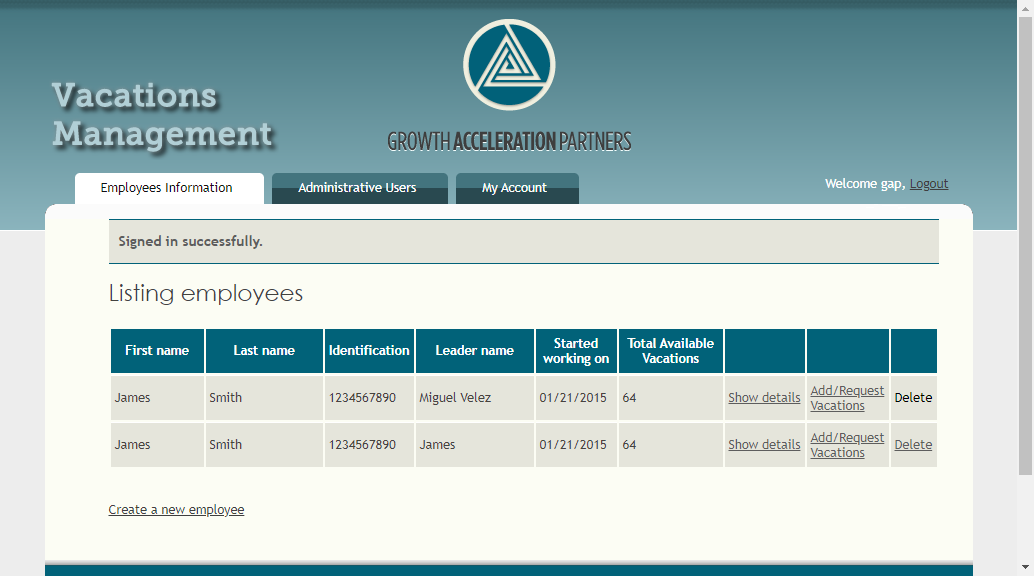 Vacations
Management
GROWTH ACCELERATION PARTNERS
Employees Information Administrative Users My Account Welcome gap, Logout
Signed in successfully.
Listing employees
First name Last name Identification Leader name Started working on Total Available Vacations
James Smith 1234567890 Miguel Velez 01/21/2015 64 Show details Add/Request Vacations Delete
James Smith 1234567890 James 01/21/2015 64 Show details Add/Request Vacations Delete
Create a new employee